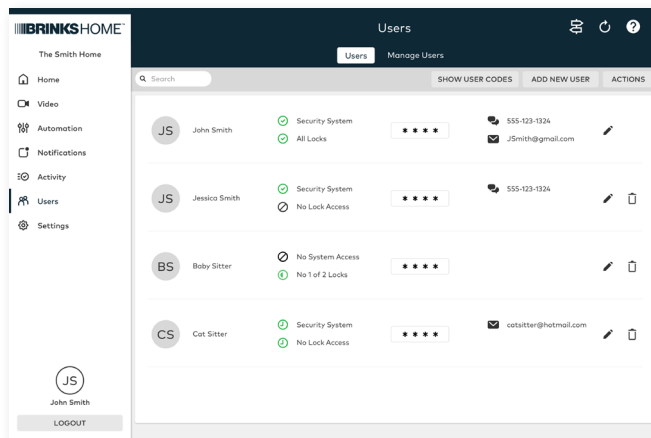 BRINKSHOME™
Users
?
The Smith Home
Users
Manage Users
Home
Search
SHOW USER CODES
ADD NEW USER
ACTIONS
Video
Automation
Notifications
Activity
Users
Settings
JS
John Smith
Security System
All Locks
* * * *
555-123-1324
JSmith@gmail.com
JS
Jessica Smith
Security System
No Lock Access
* * * *
555-123-1324
BS
Baby Sitter
No System Access
No 1 of 2 Locks
* * * *
CS
Cat Sitter
Security System
No Lock Access
* * * *
catsitter@hotmail.com
JS
John Smith
LOGOUT